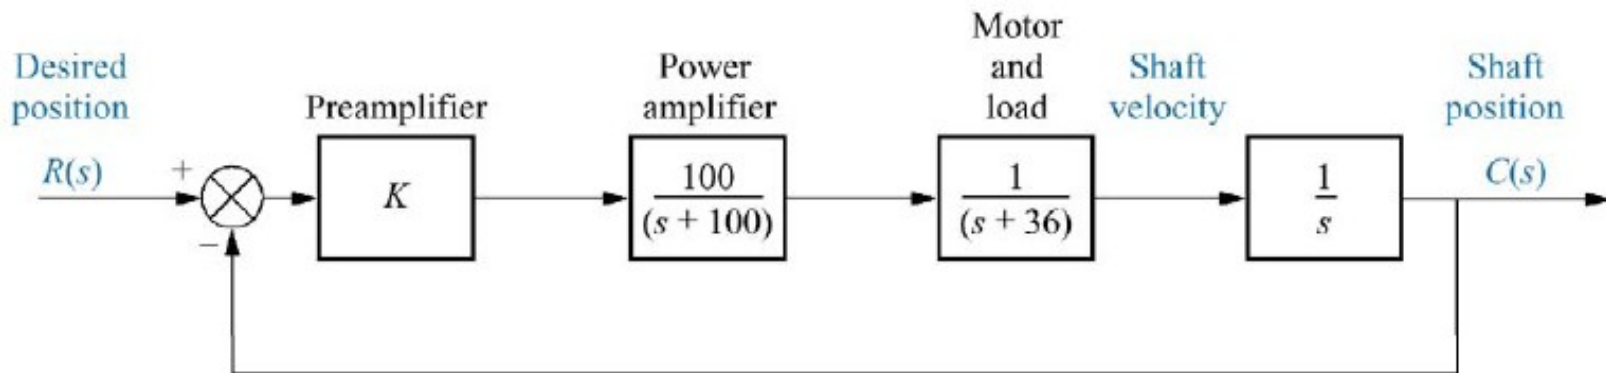 Desired
position
R(s)
+
−
Preamplifier
K
Power
amplifier
100
(s + 100)
Motor
and
load
1
(s + 36)
Shaft
velocity
1
s
Shaft
position
C(s)